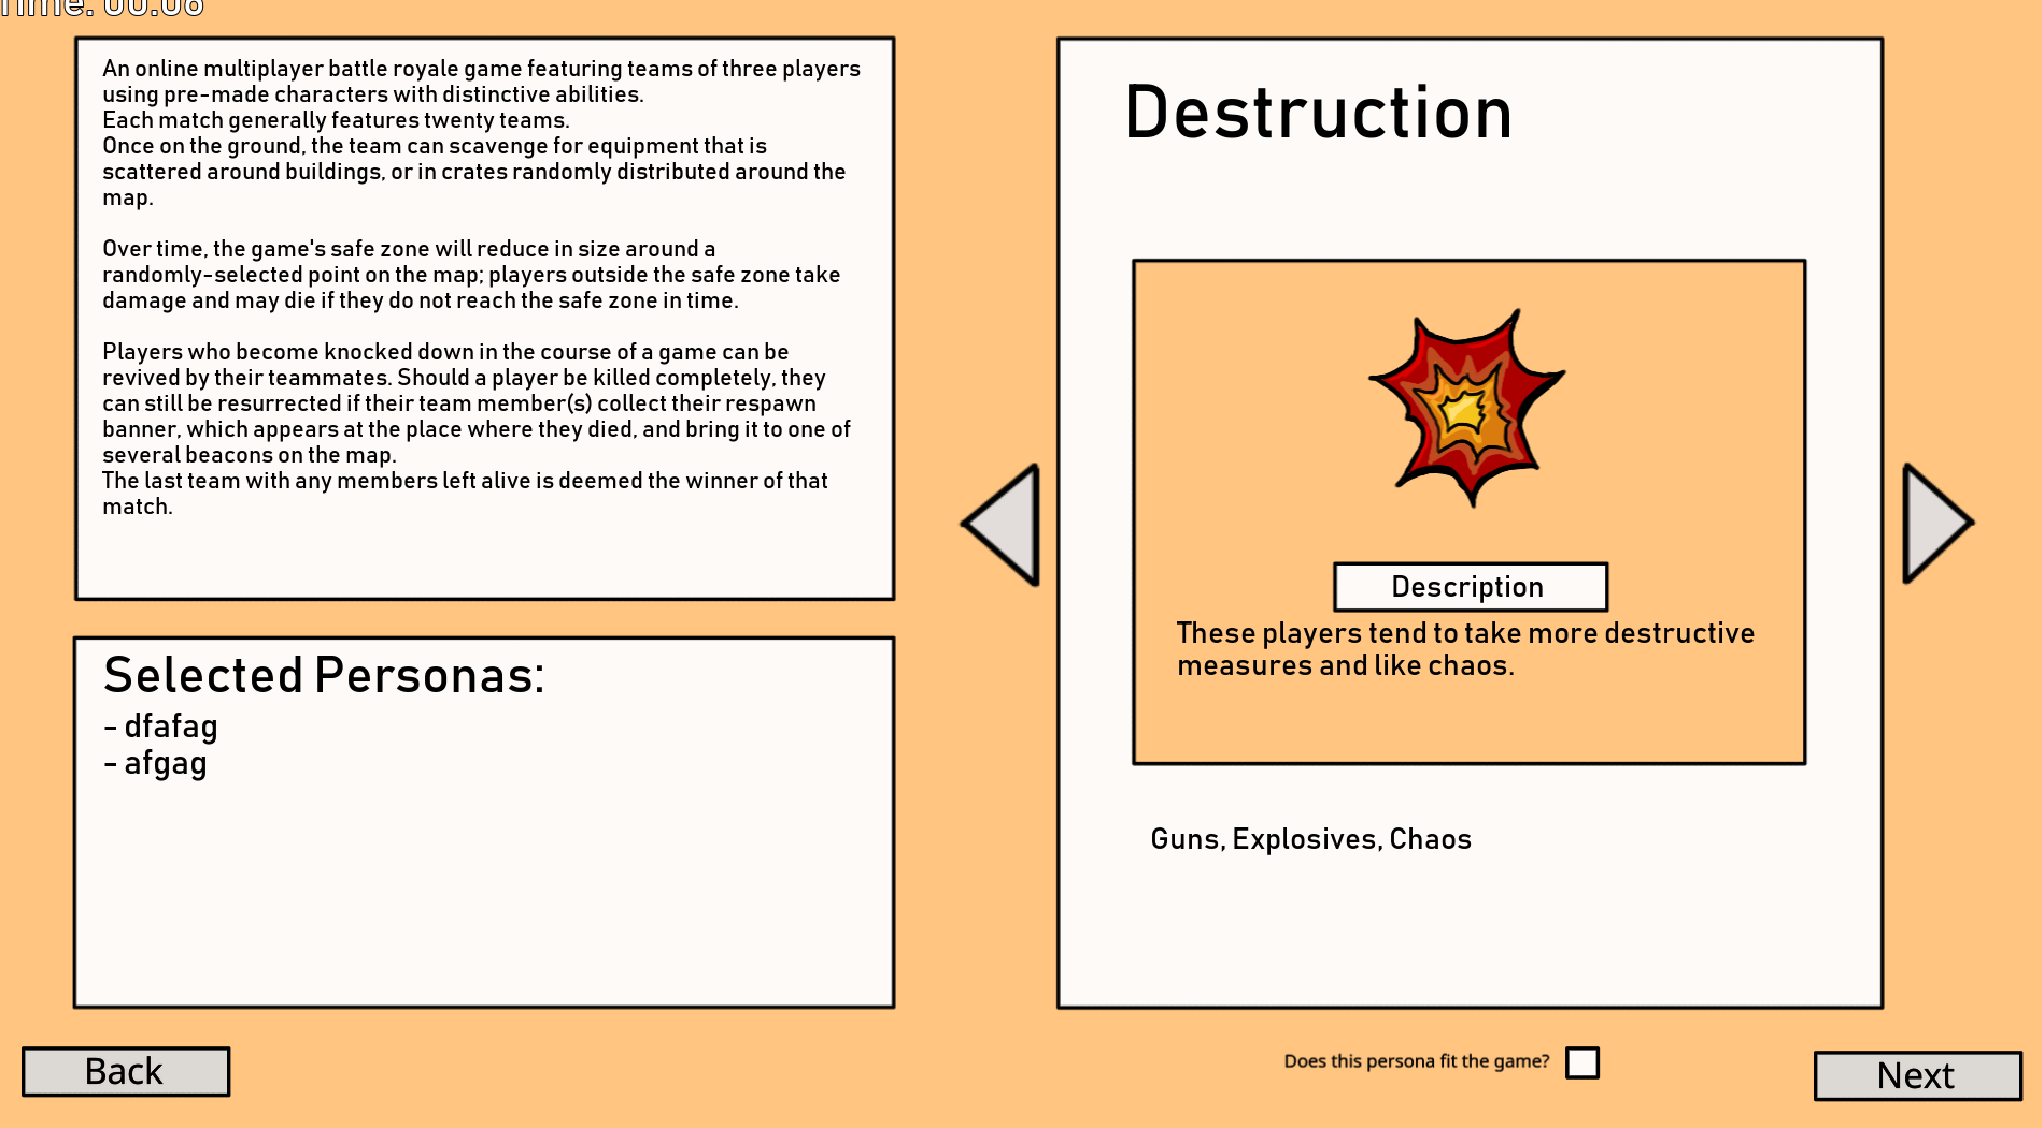 Time: 00:06
An online multiplayer battle royale game featuring teams of three players
using pre-made characters with distinctive abilities.
Each match generally features twenty teams.
Once on the ground, the team can scavenge for equipment that is
scattered around buildings, or in crates randomly distributed around the
map.
Over time, the game's safe zone will reduce in size around a
randomly-selected point on the map; players outside the safe zone take
damage and may die if they do not reach the safe zone in time.
Players who become knocked down in the course of a game can be
revived by their teammates. Should a player be killed completely, they
can still be resurrected if their team member(s) collect their respawn
banner, which appears at the place where they died, and bring it to one of
several beacons on the map.
The last team with any members left alive is deemed the winner of that
match.
Selected Personas:
- dfafag
- afgag
Destruction
Description
These players tend to take more destructive
measures and like chaos.
Guns, Explosives, Chaos
Back
Does this persona fit the game?
Next